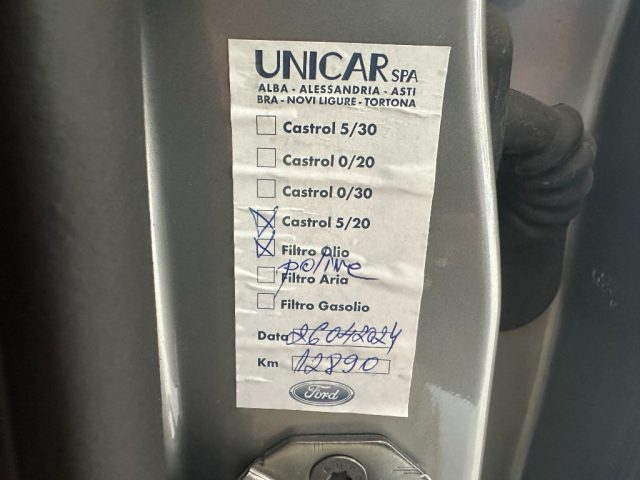 UNICAR SPA
ALBA - ALESSANDRIA - ASTI
BRA - NOVI LIGURE - TORTONA
Castrol 5/30
Castrol 0/20
Castrol 0/30
Castrol 5/20
Filtro Olio
Filtro Aria
Filtro Gasolio
Data 26042024
Km 12890
Ford